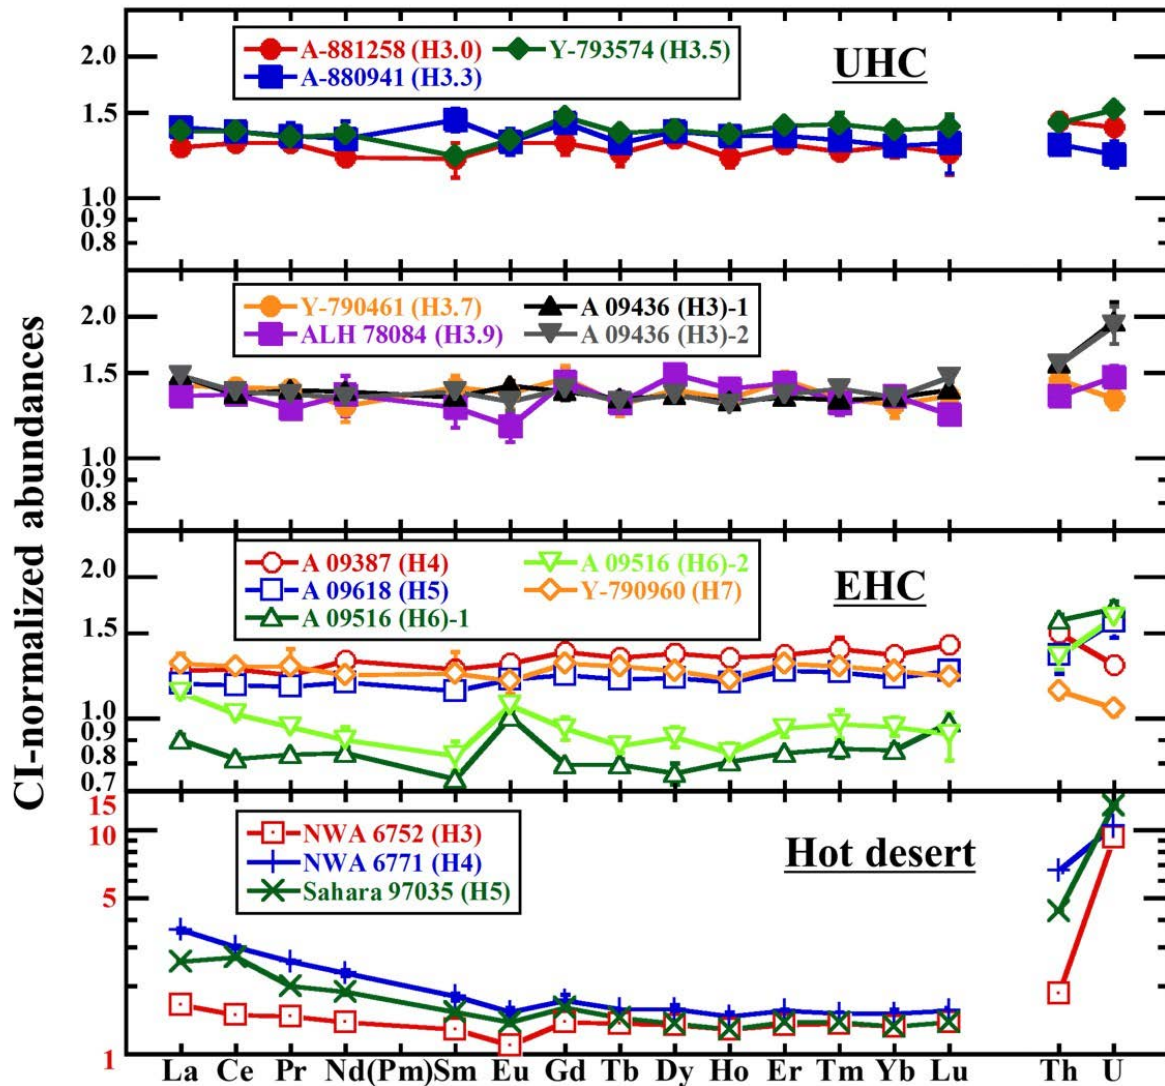 CI-normalized abundances
2.0
1.5
1.0
0.9
0.8
A-881258 (H3.0)
Y-793574 (H3.5)
A-880941 (H3.3)
UHC
2.0
1.5
1.0
0.9
0.8
Y-790461 (H3.7)
A 09436 (H3)-1
ALH 78084 (H3.9)
A 09436 (H3)-2
2.0
1.5
1.0
0.9
0.8
0.7
A 09387 (H4)
A 09516 (H6)-2
A 09618 (H5)
Y-790960 (H7)
A 09516 (H6)-1
EHC
15
10
5
1
NWA 6752 (H3)
NWA 6771 (H4)
Sahara 97035 (H5)
Hot desert
La Ce Pr Nd(Pm)Sm Eu Gd Tb Dy Ho Er Tm Yb Lu Th U